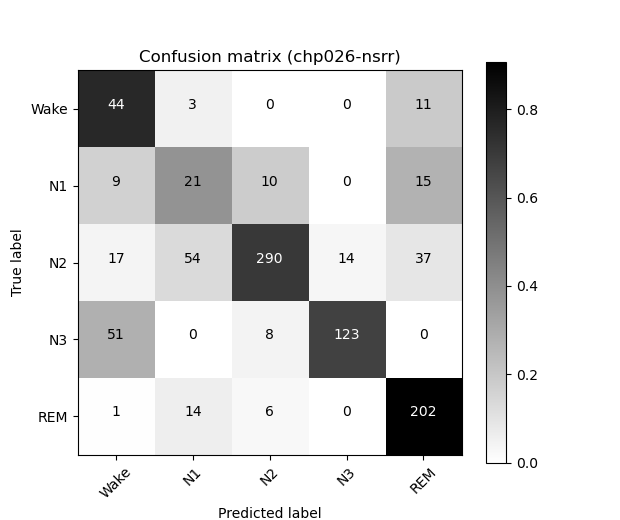 Confusion matrix (chp026-nsrr)
Wake 44 3 0 0 11
N1 9 21 10 0 15
N2 17 54 290 14 37
N3 51 0 8 123 0
REM 1 14 6 0 202
Wake N1 N2 N3 REM
True label
Predicted label
0.8
0.6
0.4
0.2
0.0